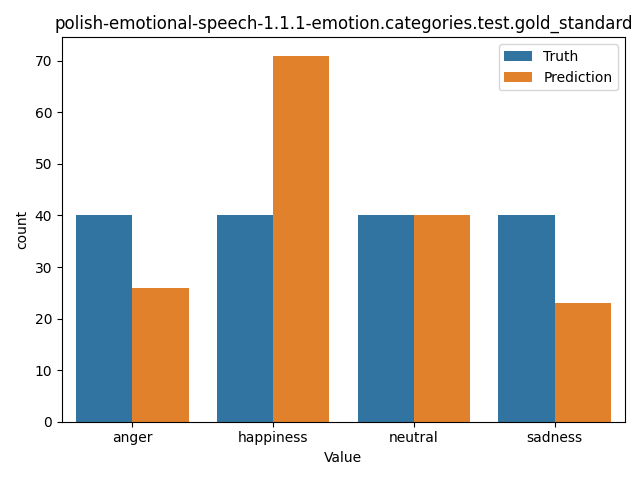 polish-emotional-speech-1.1.1-emotion.categories.test.gold_standard
Truth
Prediction
count
70
60
50
40
30
20
10
0
anger happiness neutral sadness
Value